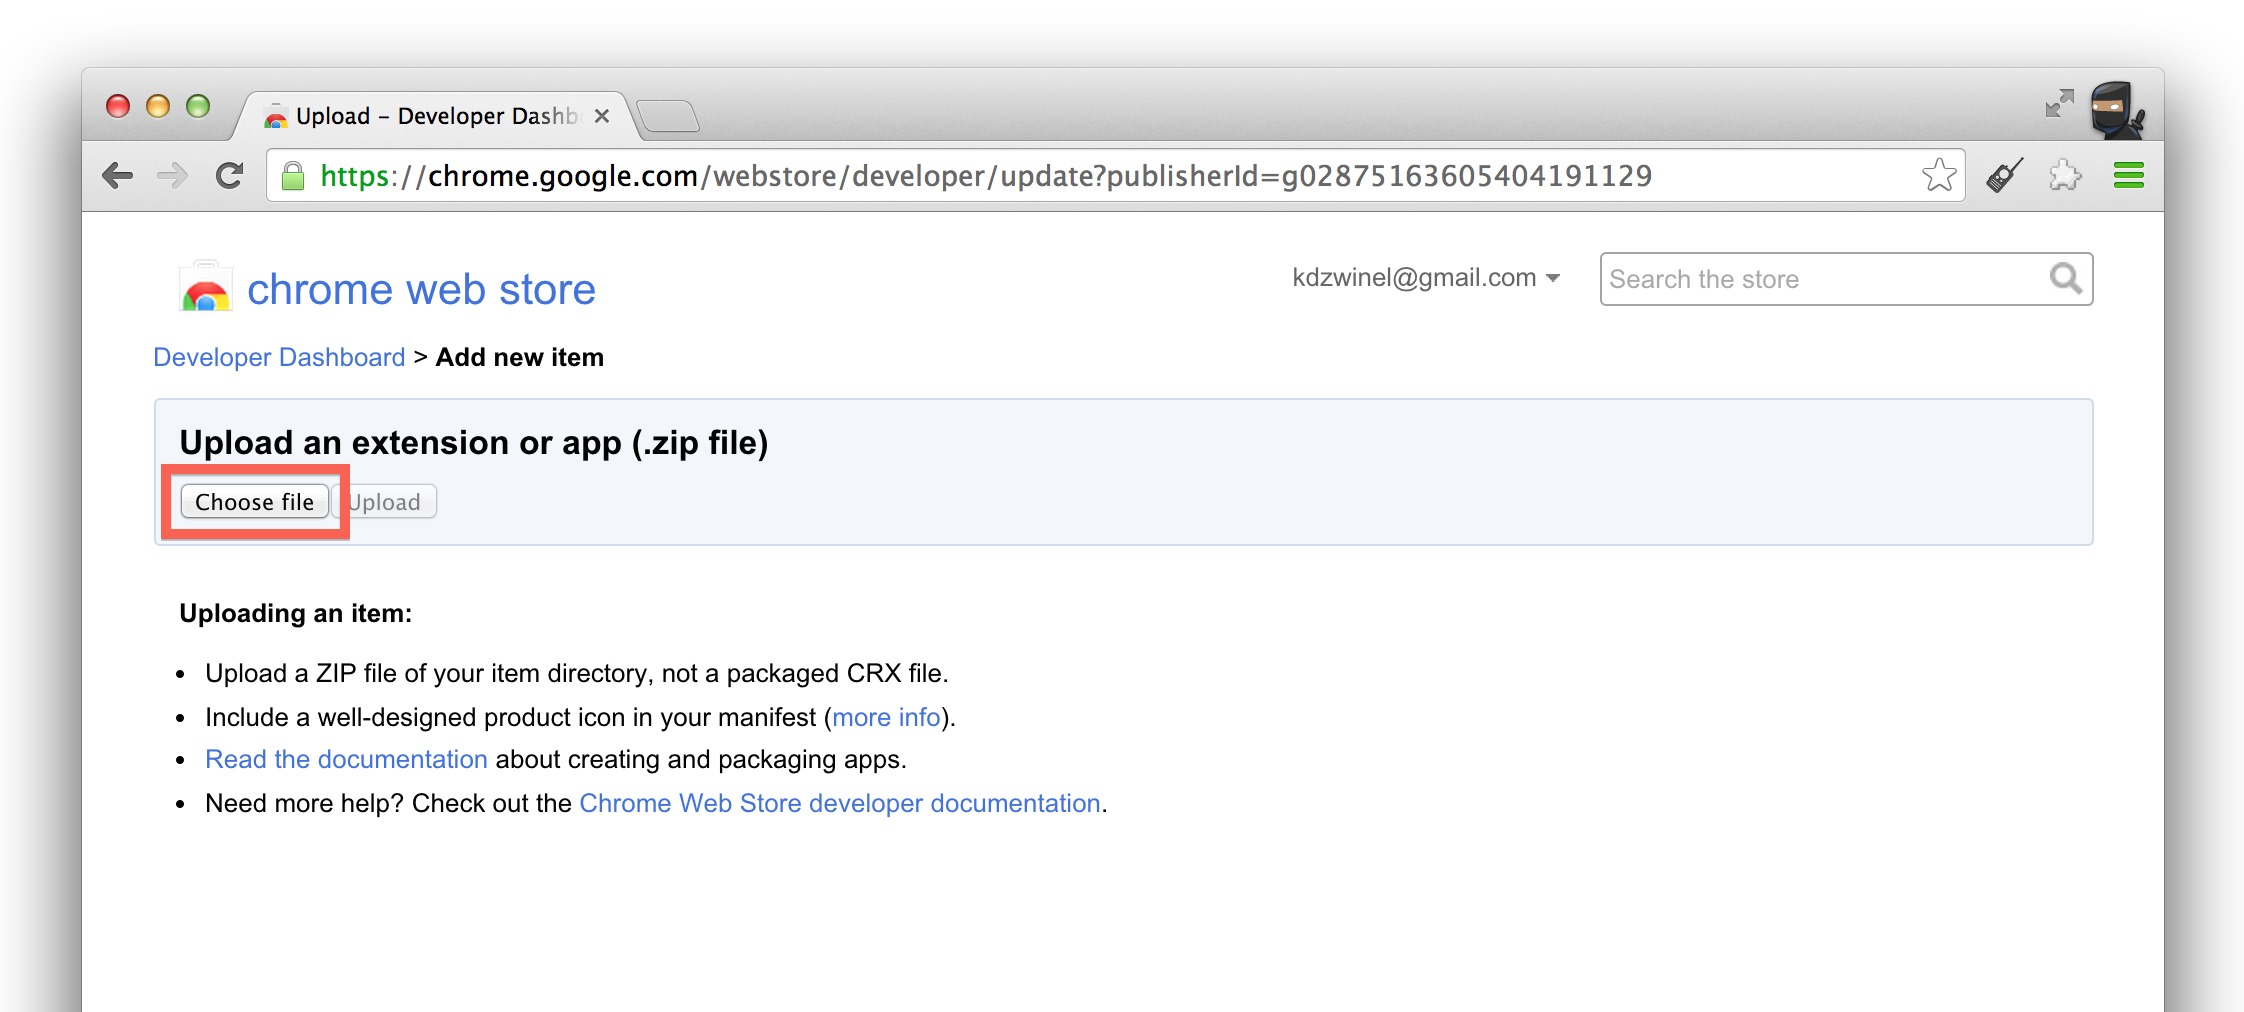 Upload – Developer Dashb
https://chrome.google.com/webstore/developer/update?publisherId=g02875163605404191129
chrome web store
kdzwinel@gmail.com
Search the store
Developer Dashboard > Add new item
Upload an extension or app (.zip file)
Choose file
Upload
Uploading an item:
• Upload a ZIP file of your item directory, not a packaged CRX file.
• Include a well-designed product icon in your manifest (more info).
• Read the documentation about creating and packaging apps.
• Need more help? Check out the Chrome Web Store developer documentation.